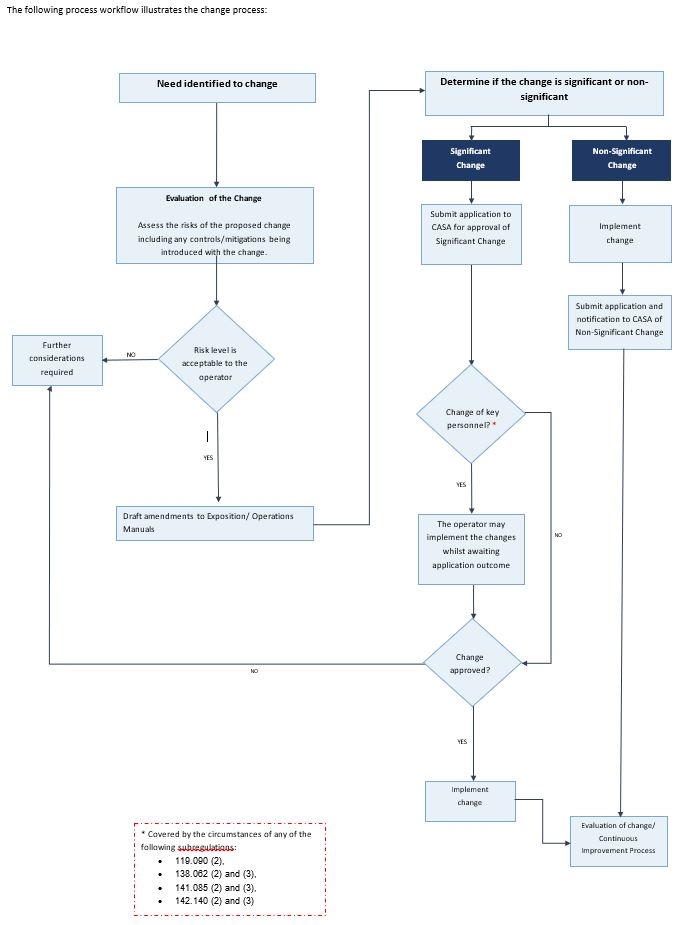 The following process workflow illustrates the change process:
Need identified to change
Evaluation of the Change
Assess the risks of the proposed change
including any controls/mitigations being
introduced with the change.
Risk level is
acceptable to the
operator
NO
Further
considerations
required
YES
Draft amendments to Exposition/ Operations
Manuals
Determine if the change is significant or non-
significant
Significant
Change
Non-Significant
Change
Submit application to
CASA for approval of
Significant Change
Implement
change
Submit application and
notification to CASA of
Non-Significant Change
Change of key
personnel? *
YES
NO
The operator may
implement the changes
whilst awaiting
application outcome
Change
approved?
NO
YES
Implement
change
Evaluation of change/
Continuous
Improvement Process
* Covered by the circumstances of any of the
following subregulations:
• 119.090 (2),
• 138.062 (2) and (3),
• 141.085 (2) and (3),
• 142.140 (2) and (3)